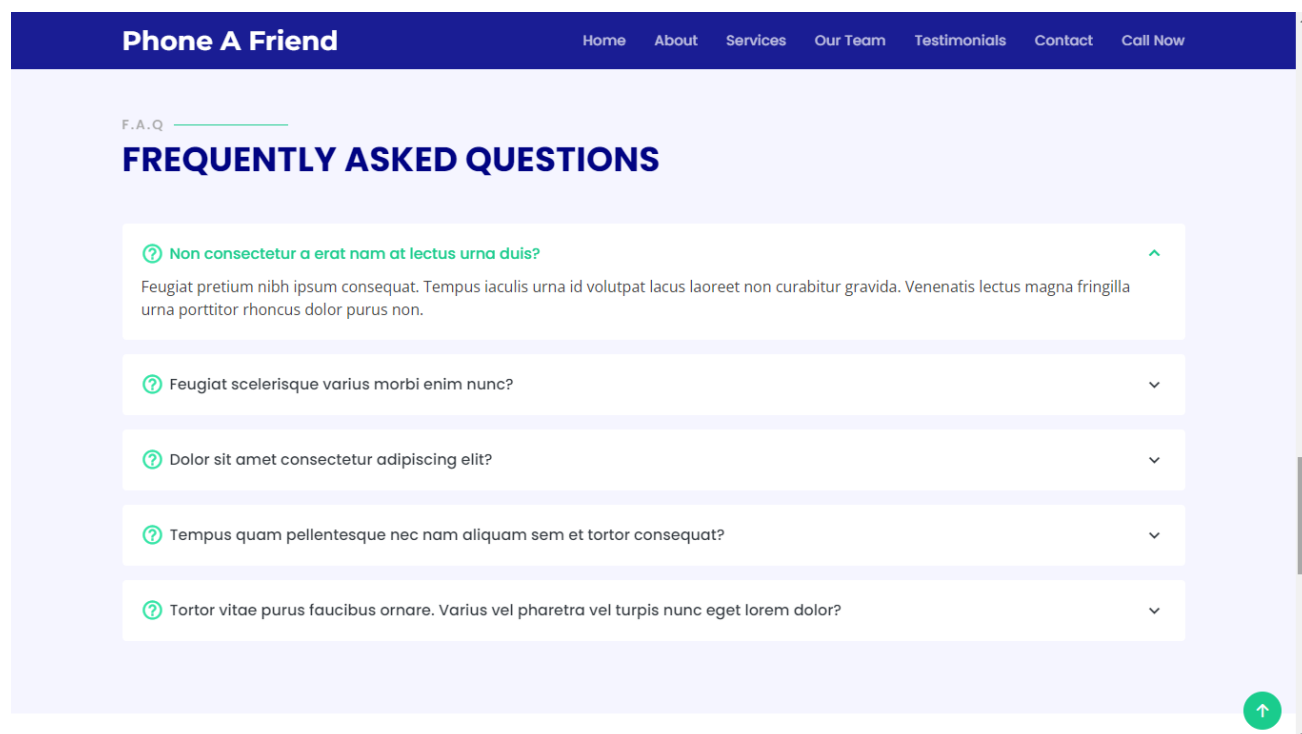 Phone A Friend Home About Services Our Team Testimonials Contact Call Now
F.A.Q
FREQUENTLY ASKED QUESTIONS
Non consectetur a erat nam at lectus urna duis?
Feugiat pretium nibh ipsum consequat. Tempus iaculis urna id volutpat lacus laoreet non curabitur gravida. Venenatis lectus magna fringilla
urna porttitor rhoncus dolor purus non.
Feugiat scelerisque varius morbi enim nunc?
Dolor sit amet consectetur adipiscing elit?
Tempus quam pellentesque nec nam aliquam sem et tortor consequat?
Tortor vitae purus faucibus ornare. Varius vel pharetra vel turpis nunc eget lorem dolor?